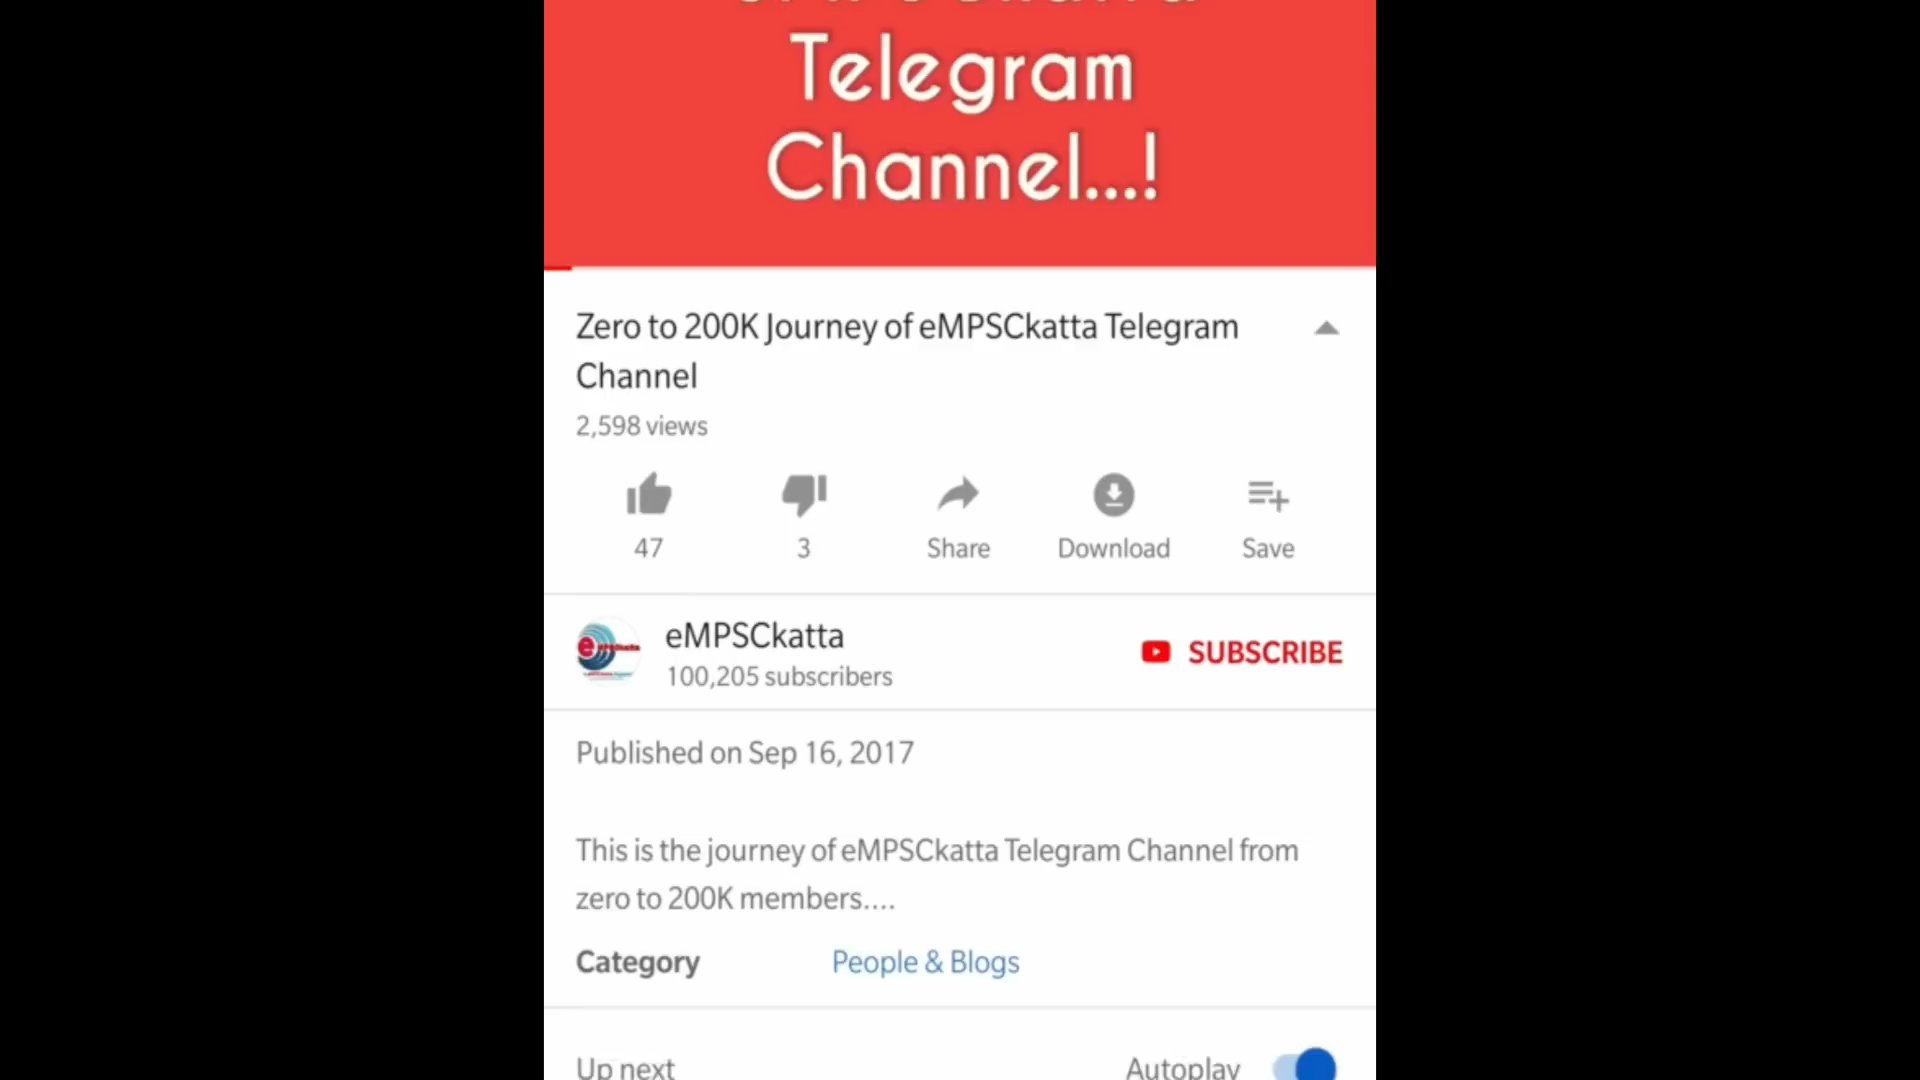 Telegram
Channel...!
Zero to 200K Journey of eMPSCkatta Telegram
Channel
2,598 views
47
3
Share
Download
Save
eMPSCkatta
100,205 subscribers
SUBSCRIBE
Published on Sep 16, 2017
This is the journey of eMPSCkatta Telegram Channel from
zero to 200K members....
Category
People & Blogs
Up next
Autoplay